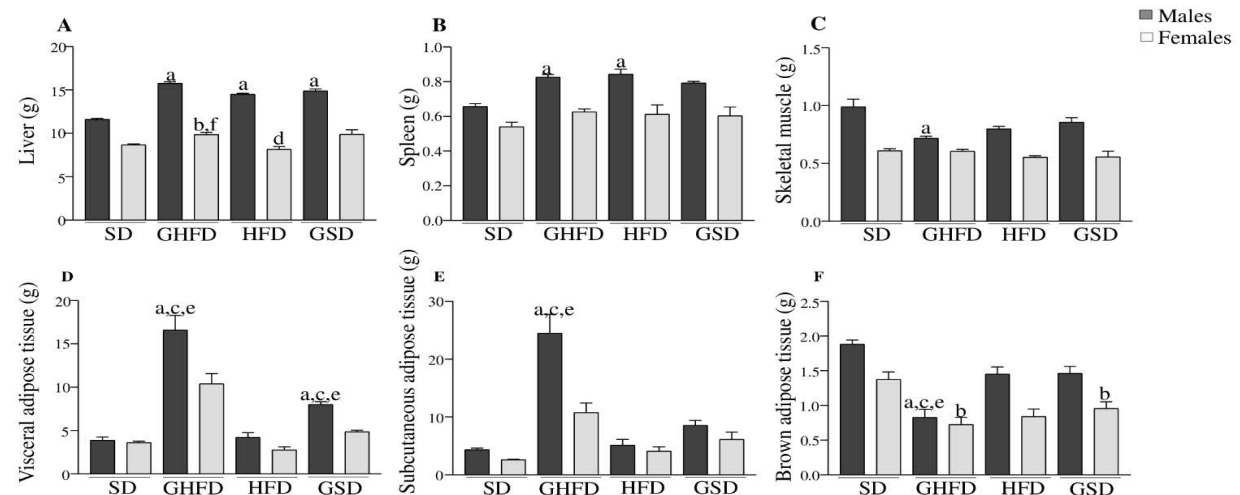 Males
Females
A
Liver (g)
20
15
10
5
0
a
b,f
a
d
a
SD GHFD HFD GSD
B
Spleen (g)
1.0
0.8
0.6
0.4
0.2
0.0
a
a
SD GHFD HFD GSD
C
Skeletal muscle (g)
1.5
1.0
0.5
0.0
a
SD GHFD HFD GSD
D
Visceral adipose tissue (g)
20
15
10
5
0
a,c,e
a,c,e
SD GHFD HFD GSD
E
Subcutaneous adipose tissue (g)
30
20
10
0
a,c,e
SD GHFD HFD GSD
F
Brown adipose tissue (g)
2.5
2.0
1.5
1.0
0.5
0.0
a,c,e
b
b
SD GHFD HFD GSD